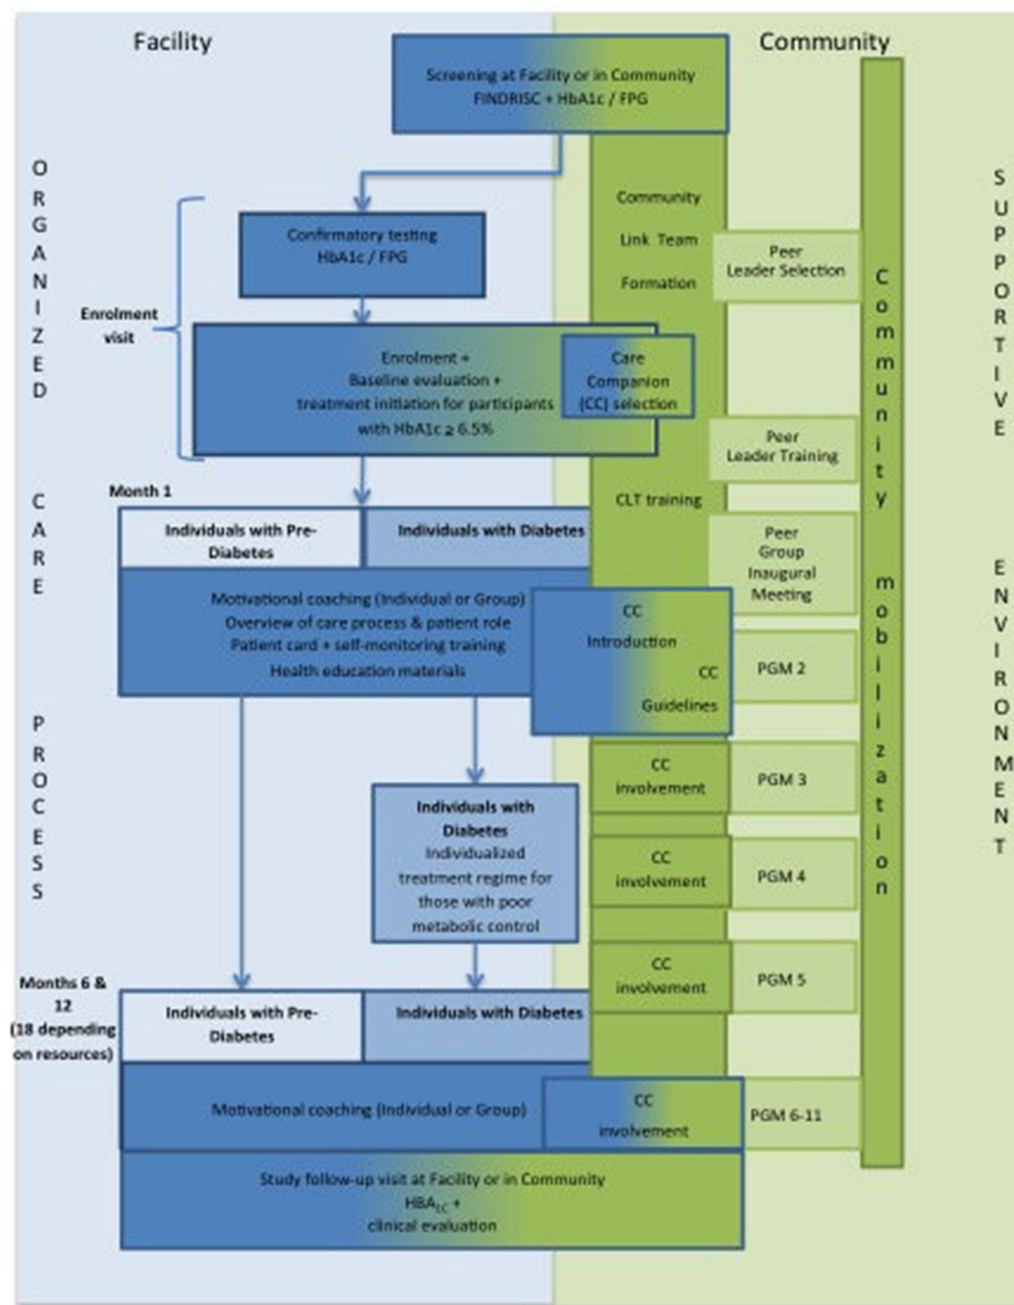 Facility
Community
Screening at Facility or in Community
FINDRISC + HbA1c / FPG
ORGANIZED
CARE
PROCESS
SUPPORTIVE
ENVIRONMENT
Community mobilization
Community
Link Team
Formation
Confirmatory testing
HbA1c / FPG
Peer
Leader Selection
Enrolment
visit
Enrolment +
Baseline evaluation +
treatment initiation for participants
with HbA1c ≥ 6.5%
Care
Companion
(CC) selection
Peer
Leader Training
Month 1
CLT training
Individuals with Pre-
Diabetes
Individuals with Diabetes
Peer
Group
Inaugural
Meeting
Motivational coaching (Individual or Group)
Overview of care process & patient role
Patient card + self-monitoring training
Health education materials
CC
Introduction
CC
Guidelines
PGM 2
CC
involvement
PGM 3
Individuals with
Diabetes
Individualized
treatment regime for
those with poor
metabolic control
CC
involvement
PGM 4
CC
involvement
PGM 5
Months 6 &
12
(18 depending
on resources)
Individuals with Pre-
Diabetes
Individuals with Diabetes
Motivational coaching (Individual or Group)
CC
involvement
PGM 6-11
Study follow-up visit at Facility or in Community
HBA1C +
clinical evaluation